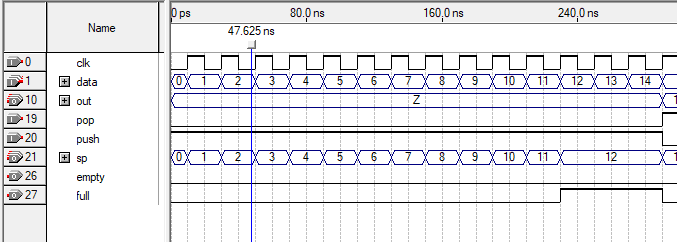 Name
0 ps 80.0 ns 160.0 ns 240.0 ns
47.625 ns
0 clk
1 data 0 1 2 3 4 5 6 7 8 9 10 11 12 13 14
10 out Z 1
19 pop
20 push
21 sp 0 1 2 3 4 5 6 7 8 9 10 11 12 1
26 empty
27 full